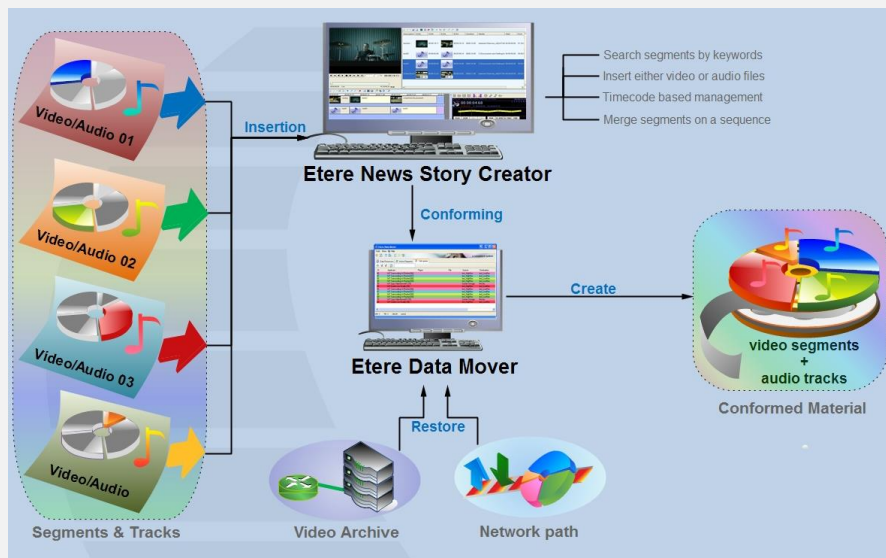 Video/Audio 01
Video/Audio 02
Video/Audio 03
Video/Audio
Segments & Tracks
Insertion
Etere News Story Creator
Search segments by keywords
Insert either video or audio files
Timecode based management
Merge segments on a sequence
Conforming
Etere Data Mover
Create
Restore
Video Archive
Network path
video segments
+
audio tracks
Conformed Material